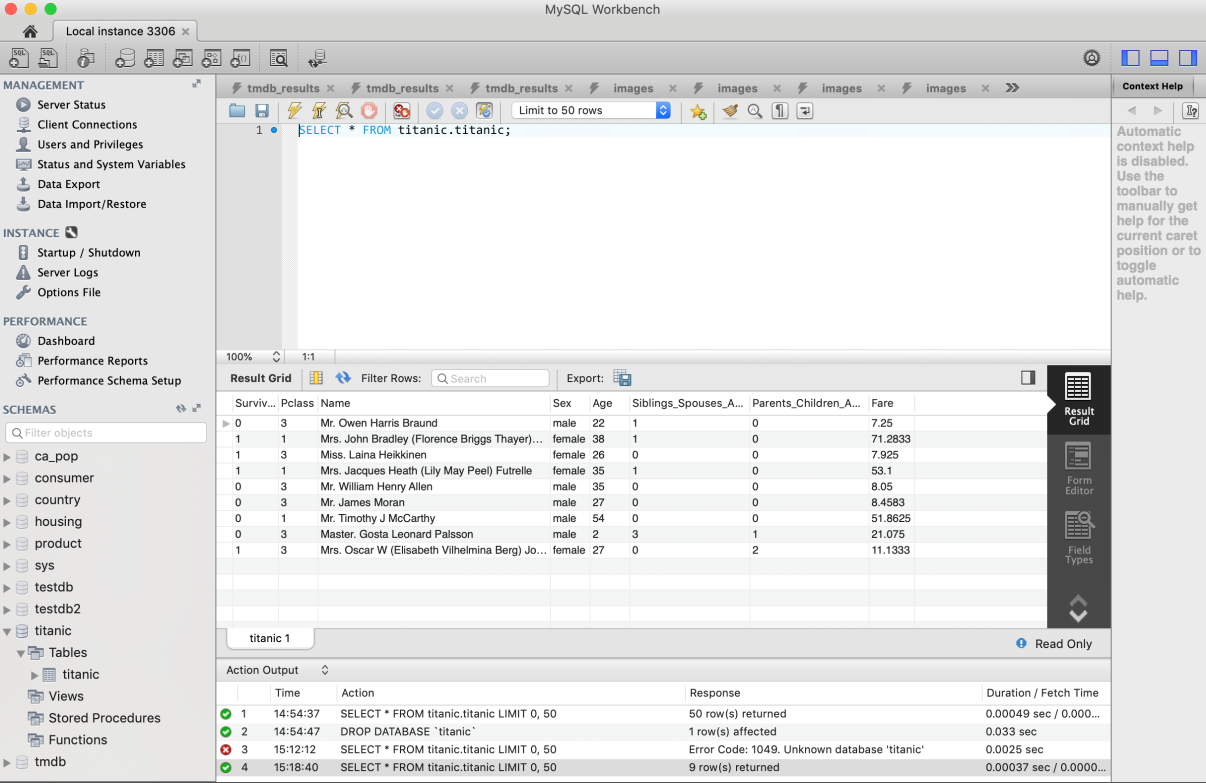 MySQL Workbench
Local instance 3306
MANAGEMENT
Server Status
Client Connections
Users and Privileges
Status and System Variables
Data Export
Data Import/Restore
INSTANCE
Startup / Shutdown
Server Logs
Options File
PERFORMANCE
Dashboard
Performance Reports
Performance Schema Setup
SCHEMAS
Filter objects
ca_pop
consumer
country
housing
product
sys
testdb
testdb2
titanic
Tables
titanic
Views
Stored Procedures
Functions
tmdb
tmdb_results tmdb_results tmdb_results images images images images
Limit to 50 rows
1 SELECT * FROM titanic.titanic;
100% 1:1
Result Grid Filter Rows: Search Export:
Surviv... Pclass Name Sex Age Siblings_Spouses_A... Parents_Children_A... Fare
0 3 Mr. Owen Harris Braund male 22 1 0 7.25
1 1 Mrs. John Bradley (Florence Briggs Thayer)... female 38 1 0 71.2833
1 3 Miss. Laina Heikkinen female 26 0 0 7.925
1 1 Mrs. Jacques Heath (Lily May Peel) Futrelle female 35 1 0 53.1
0 3 Mr. William Henry Allen male 35 0 0 8.05
0 3 Mr. James Moran male 27 0 0 8.4583
0 1 Mr. Timothy J McCarthy male 54 0 0 51.8625
0 3 Master. Gosta Leonard Palsson male 2 3 1 21.075
1 3 Mrs. Oscar W (Elisabeth Vilhelmina Berg) Jo... female 27 0 2 11.1333
Result
Grid
Form
Editor
Field
Types
titanic 1
Read Only
Action Output
Time Action Response Duration / Fetch Time
1 14:54:37 SELECT * FROM titanic.titanic LIMIT 0, 50 50 row(s) returned 0.00049 sec / 0.000...
2 14:54:47 DROP DATABASE `titanic` 1 row(s) affected 0.033 sec
3 15:12:12 SELECT * FROM titanic.titanic LIMIT 0, 50 Error Code: 1049. Unknown database 'titanic' 0.0025 sec
4 15:18:40 SELECT * FROM titanic.titanic LIMIT 0, 50 9 row(s) returned 0.00037 sec / 0.0000...
Context Help
Automatic
context help
is disabled.
Use the
toolbar to
manually get
help for the
current caret
position or to
toggle
automatic
help.